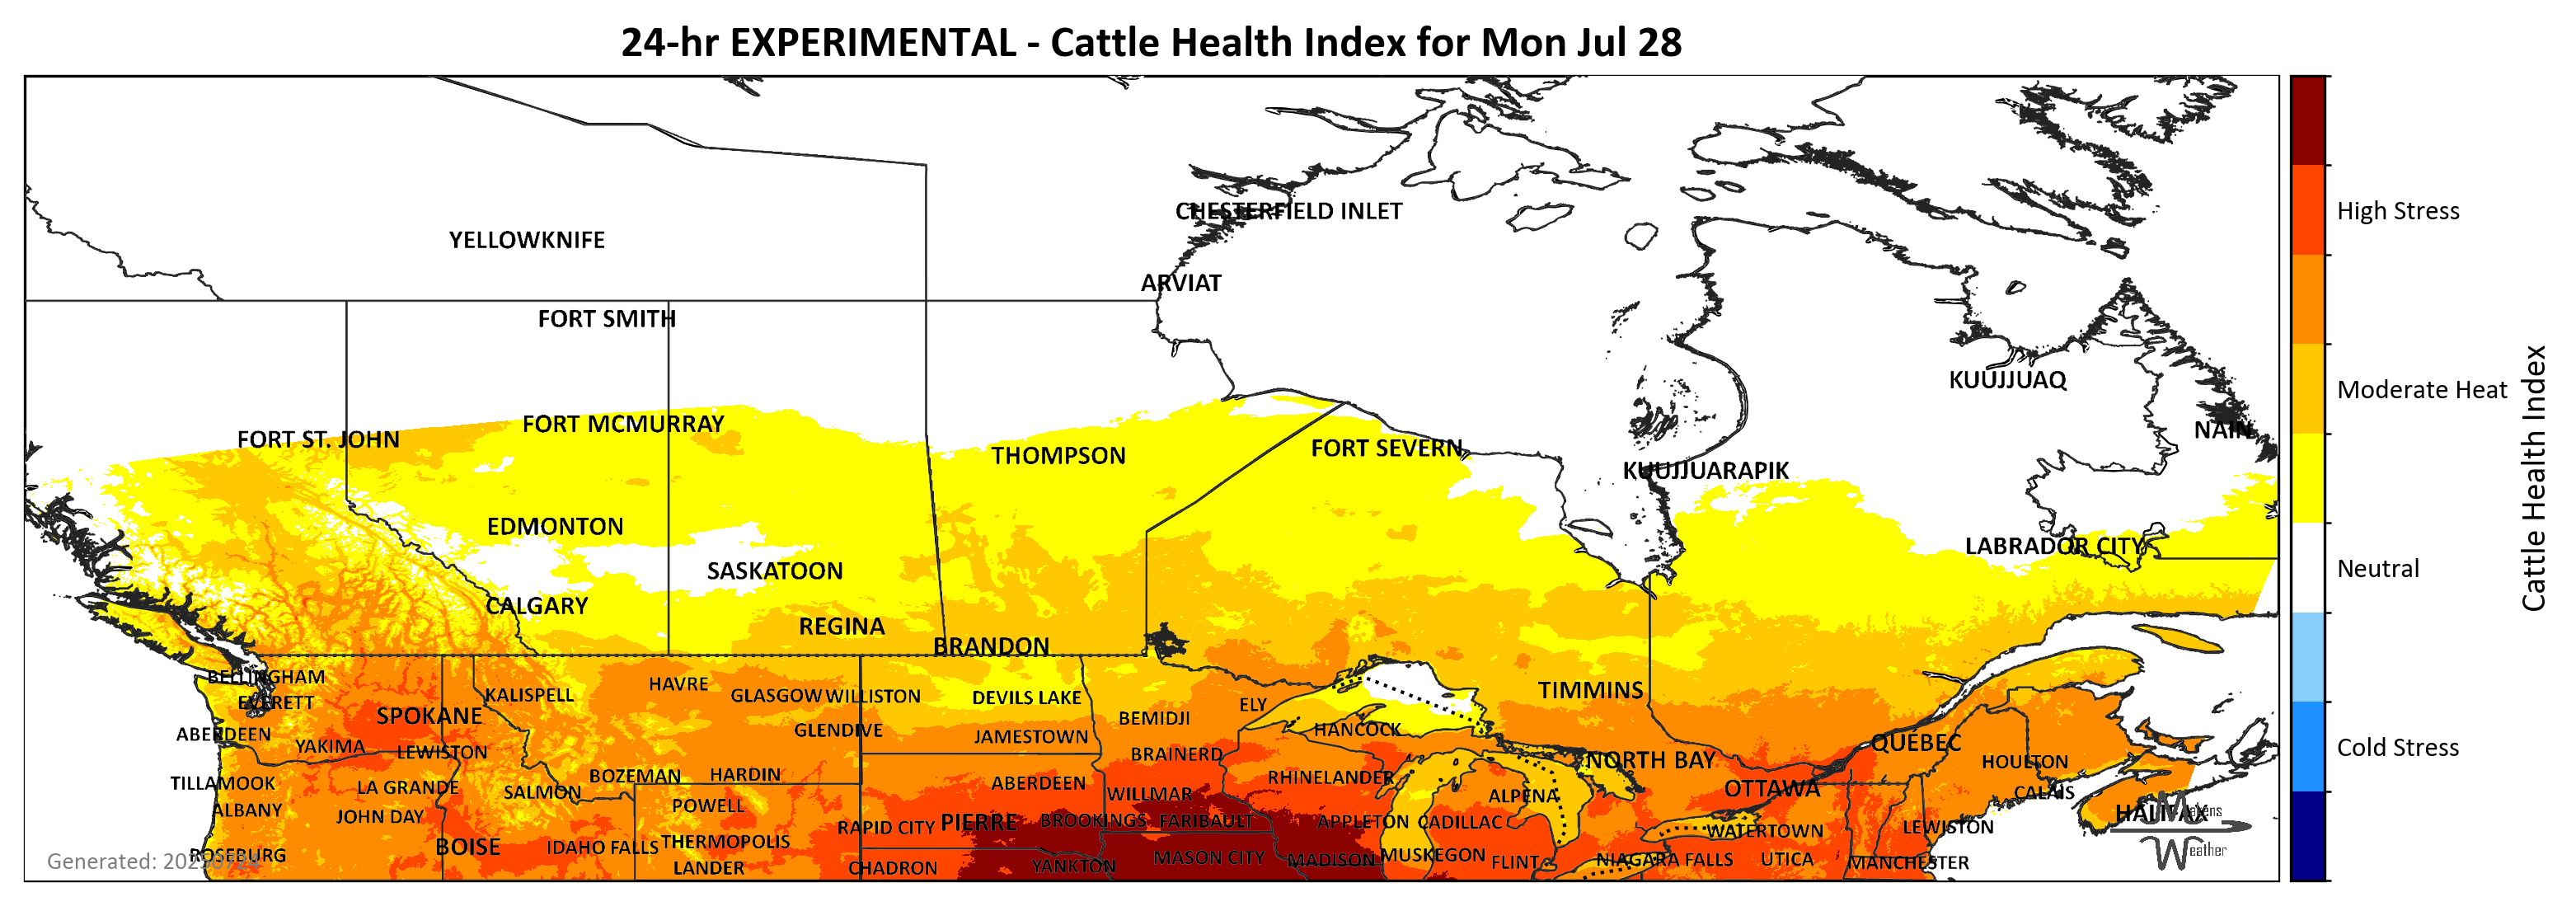 24-hr EXPERIMENTAL - Cattle Health Index for Mon Jul 28
CHESTERFIELD INLET
YELLOWKNIFE
ARVIAT
FORT SMITH
KUUJJUAQ
FORT MCMURRAY
NAIN
FORT ST. JOHN
FORT SEVERN
THOMPSON
KUUJJUARAPIK
EDMONTON
LABRADOR CITY
SASKATOON
CALGARY
REGINA
BRANDON
BELLINGHAM
HAVRE
KALISPELL
GLASGOW
WILLISTON
DEVILS LAKE
TIMMINS
EVERETT
ELY
SPOKANE
BEMIDJI
GLENDIVE
HANCOCK
ABERDEEN
JAMESTOWN
QUEBEC
YAKIMA
LEWISTON
BRAINERD
NORTH BAY
HOULTON
BOZEMAN
HARDIN
RHINELANDER
TILLAMOOK
LA GRANDE
SALMON
ABERDEEN
WILLMAR
ALPENA
OTTAWA
CALAIS
ALBANY
JOHN DAY
POWELL
HALIFAX
RAPID CITY
PIERRE
BROOKINGS
FARIBAULT
APPLETON
CADILLAC
WATERTOWN
LEWISTON
BOISE
IDAHO FALLS
THERMOPOLIS
ROSEBURG
MASON CITY
MADISON
MUSKEGON
FLINT
NIAGARA FALLS
UTICA
MANCHESTER
LANDER
CHADRON
YANKTON
Makens
Weather
High Stress
Moderate Heat
Neutral
Cold Stress
Cattle Health Index